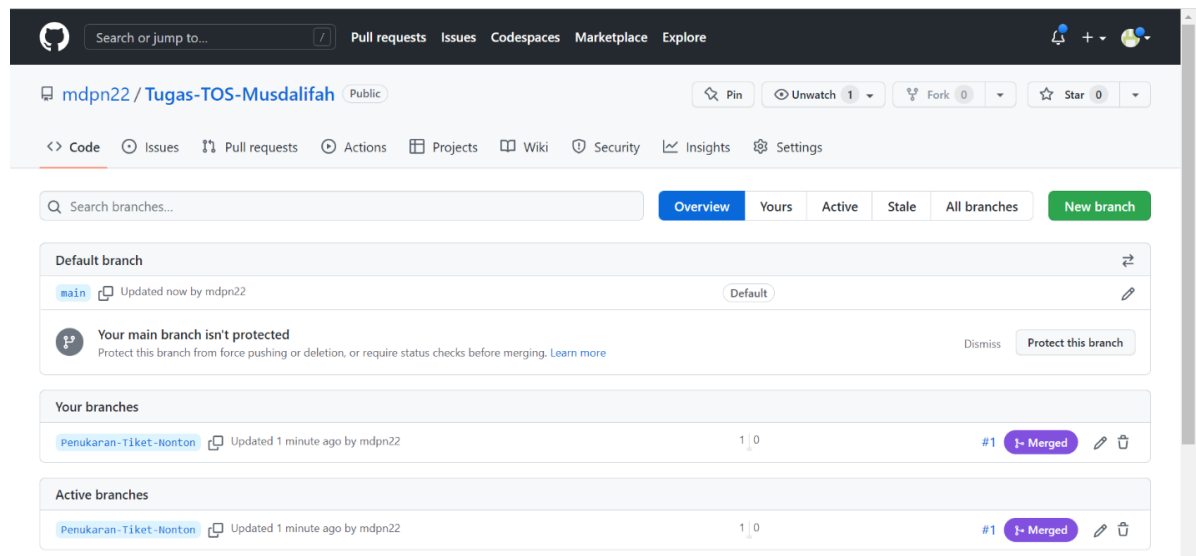 Search or jump to... / Pull requests Issues Codespaces Marketplace Explore
mdpn22 / Tugas-TOS-Musdalifah Public Pin Unwatch 1 Fork 0 Star 0
Code Issues Pull requests Actions Projects Wiki Security Insights Settings
Search branches... Overview Yours Active Stale All branches New branch
Default branch
main Updated now by mdpn22 Default
Your main branch isn't protected
Protect this branch from force pushing or deletion, or require status checks before merging. Learn more Dismiss Protect this branch
Your branches
Penukaran-Tiket-Nonton Updated 1 minute ago by mdpn22 1 0 #1 Merged
Active branches
Penukaran-Tiket-Nonton Updated 1 minute ago by mdpn22 1 0 #1 Merged